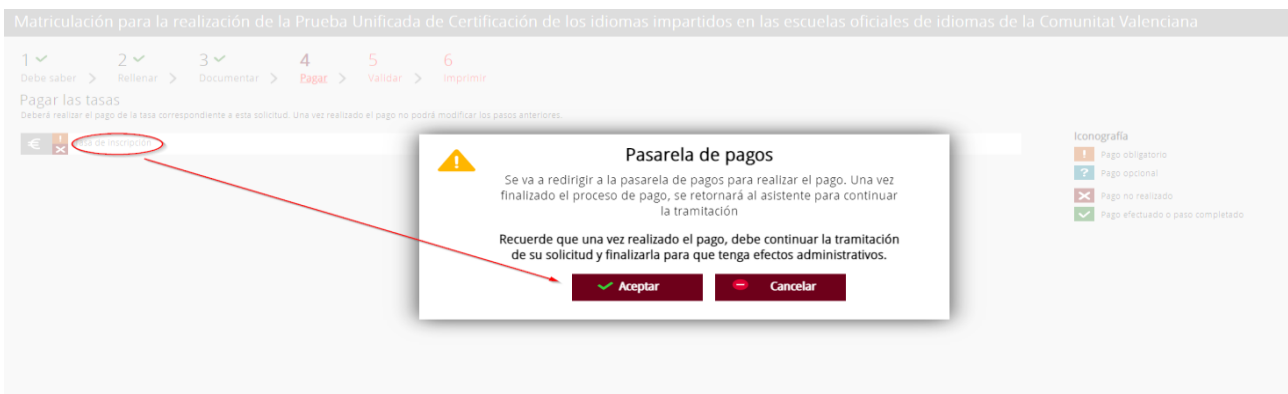 Matriculación para la realización de la Prueba Unificada de Certificación de los idiomas impartidos en las escuelas oficiales de idiomas de la Comunitat Valenciana
1 2 3 4 5 6
Debe saber > Rellenar > Documentar > Pagar > Validar > Imprimir
Pagar las tasas
Deberá realizar el pago de la tasa correspondiente a esta solicitud. Una vez realizado el pago no podrá modificar los pasos anteriores.
€ ! Tasa de inscripción
Pasarela de pagos
Se va a redirigir a la pasarela de pagos para realizar el pago. Una vez
finalizado el proceso de pago, se retornará al asistente para continuar
la tramitación
Recuerde que una vez realizado el pago, debe continuar la tramitación
de su solicitud y finalizarla para que tenga efectos administrativos.
Aceptar Cancelar
Iconografía
! Pago obligatorio
? Pago opcional
Pago no realizado
Pago efectuado o paso completado